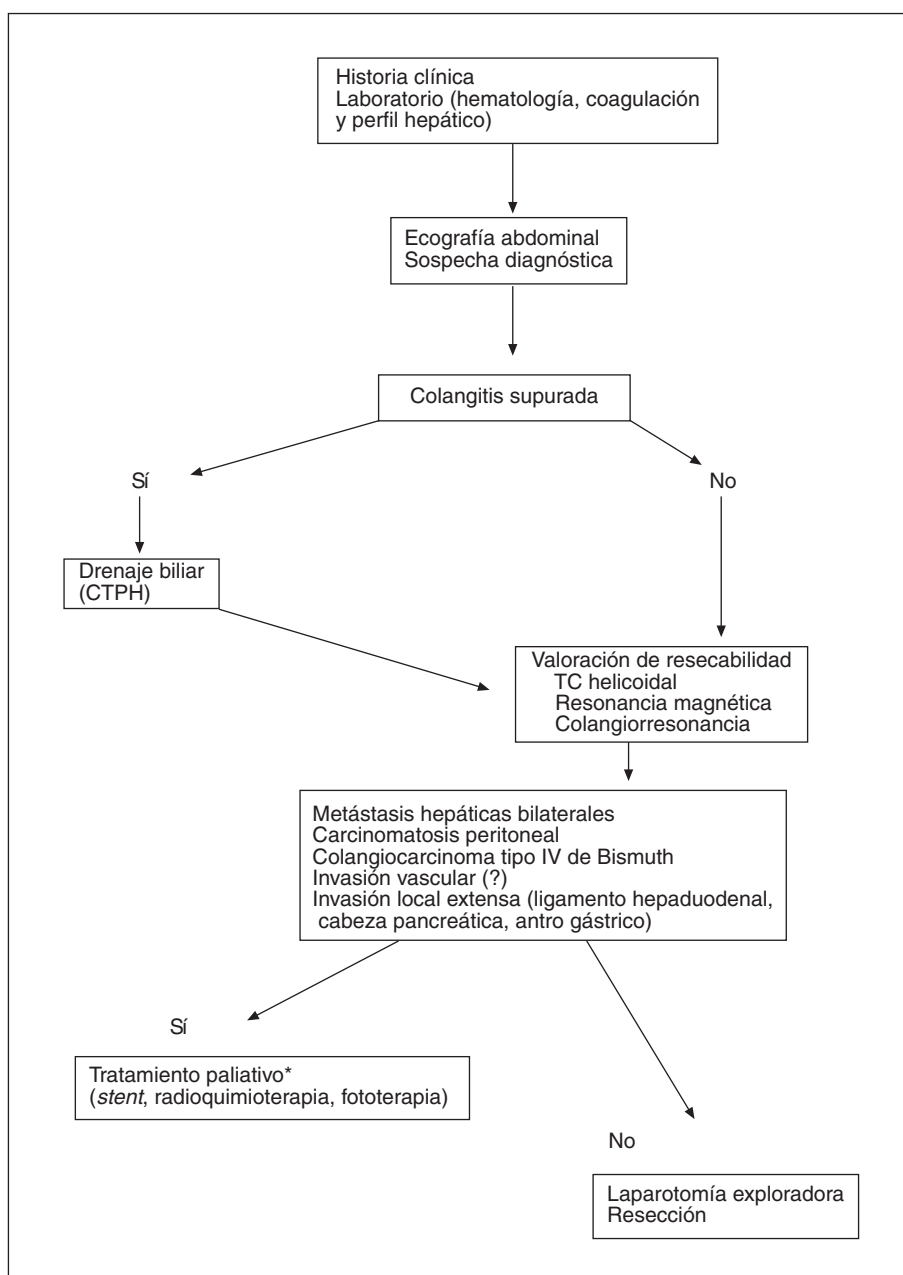 Historia clínica
Laboratorio (hematología, coagulación
y perfil hepático)
Ecografía abdominal
Sospecha diagnóstica
Colangitis supurada
Sí
No
Drenaje biliar
(CTPH)
Valoración de resecabilidad
TC helicoidal
Resonancia magnética
Colangiorresonancia
Metástasis hepáticas bilaterales
Carcinomatosis peritoneal
Colangiocarcinoma tipo IV de Bismuth
Invasión vascular (?)
Invasión local extensa (ligamento hepaduodenal,
cabeza pancreática, antro gástrico)
Sí
Tratamiento paliativo*
(stent, radioquimioterapia, fototerapia)
No
Laparotomía exploradora
Resección